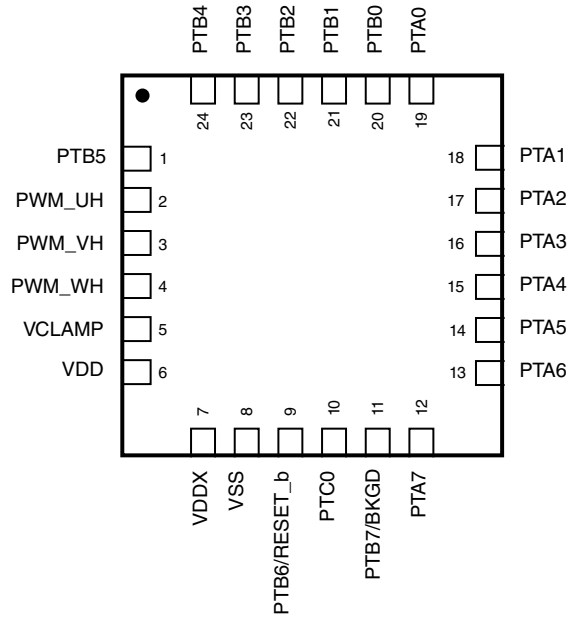 PTB4 PTB3 PTB2 PTB1 PTB0 PTA0
24 23 22 21 20 19
PTB5 1 18 PTA1
PWM_UH 2 17 PTA2
PWM_VH 3 16 PTA3
PWM_WH 4 15 PTA4
VCLAMP 5 14 PTA5
VDD 6 13 PTA6
7 8 9 10 11 12
VDDX VSS PTB6/RESET_b PTC0 PTB7/BKGD PTA7